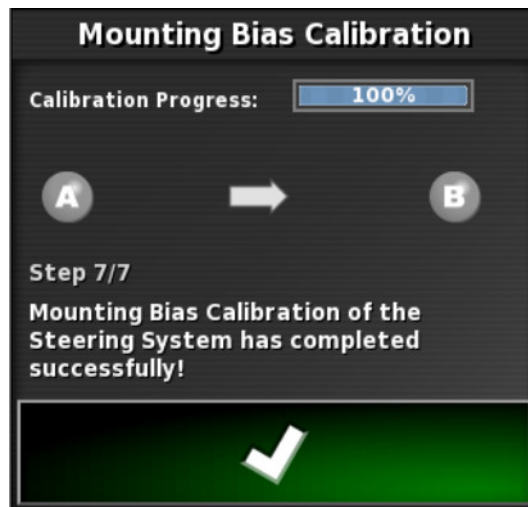 Mounting Bias Calibration
Calibration Progress: 100%
A B
Step 7/7
Mounting Bias Calibration of the
Steering System has completed
successfully!